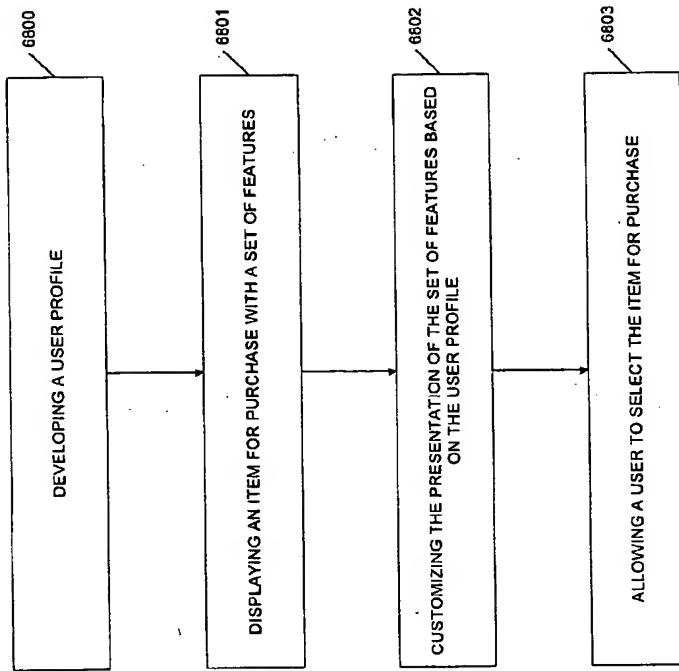 6800
DEVELOPING A USER PROFILE
6801
DISPLAYING AN ITEM FOR PURCHASE WITH A SET OF FEATURES
6802
CUSTOMIZING THE PRESENTATION OF THE SET OF FEATURES BASED
ON THE USER PROFILE
6803
ALLOWING A USER TO SELECT THE ITEM FOR PURCHASE